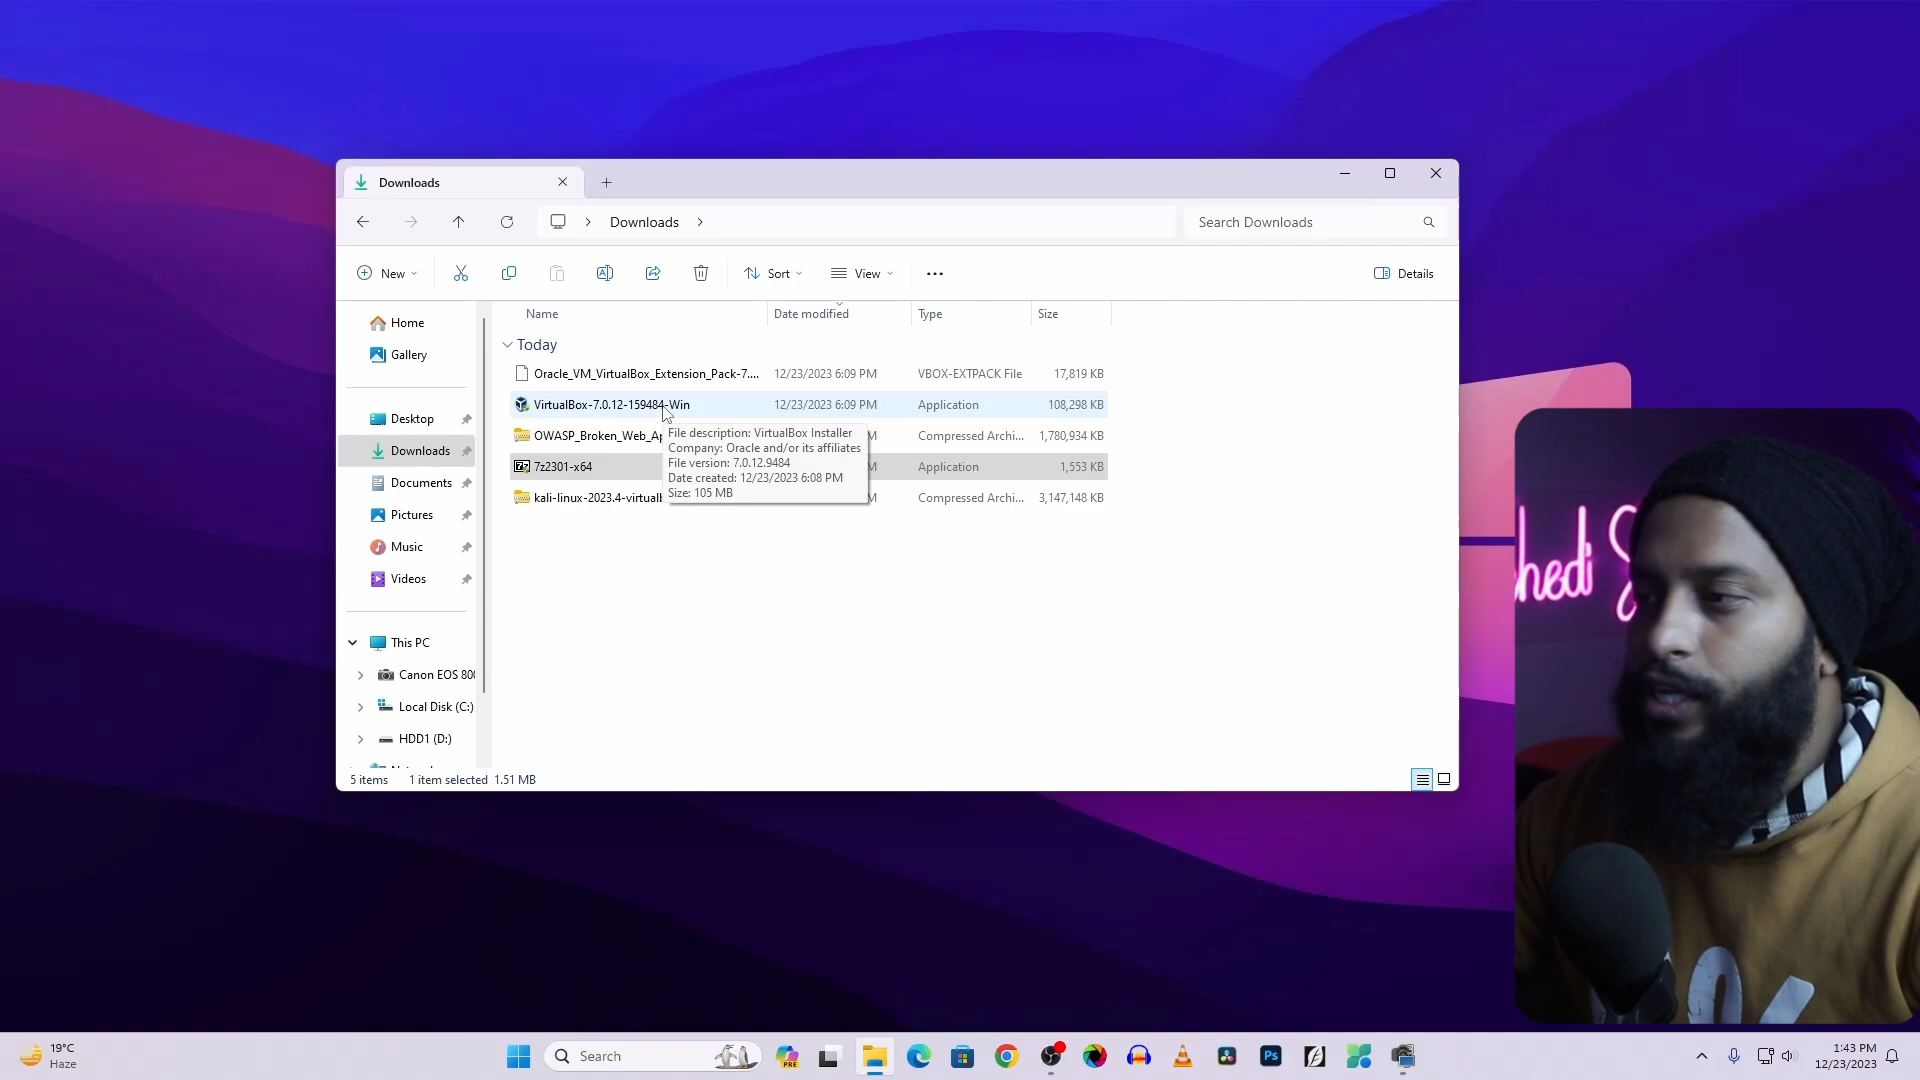 Downloads
Downloads
Search Downloads
New
Sort
View
Details
Name
Date modified
Type
Size
Home
Gallery
Desktop
Downloads
Documents
Pictures
Music
Videos
This PC
Canon EOS 80
Local Disk (C:)
HDD1 (D:)
Today
Oracle_VM_VirtualBox_Extension_Pack-7.... 12/23/2023 6:09 PM VBOX-EXTPACK File 17,819 KB
VirtualBox-7.0.12-159484-Win 12/23/2023 6:09 PM Application 108,298 KB
OWASP_Broken_Web_Ap M Compressed Archi... 1,780,934 KB
7z2301-x64 M Application 1,553 KB
kali-linux-2023.4-virtualb M Compressed Archi... 3,147,148 KB
File description: VirtualBox Installer
Company: Oracle and/or its affiliates
File version: 7.0.12.9484
Date created: 12/23/2023 6:08 PM
Size: 105 MB
5 items 1 item selected 1.51 MB
hedi S
19°C
Haze
Search
PRE
Ps
1:43 PM
12/23/2023